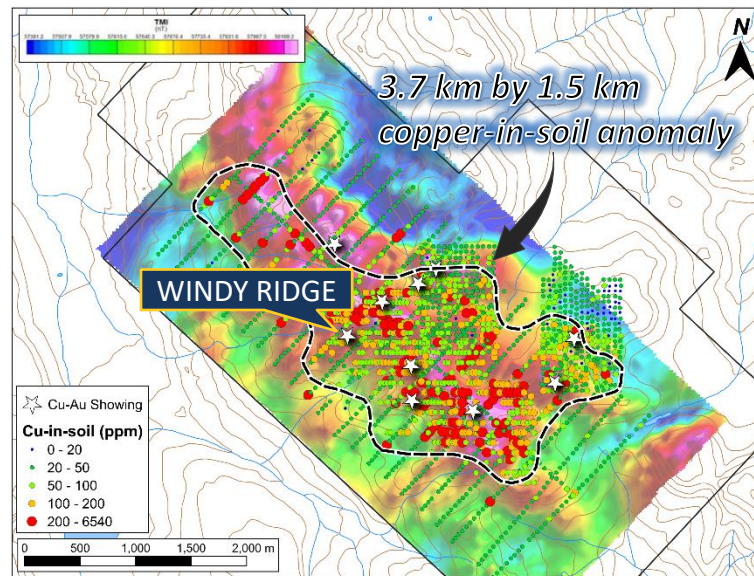 TMI
(nT)
N
3.7 km by 1.5 km
copper-in-soil anomaly
WINDY RIDGE
Cu-Au Showing
Cu-in-soil (ppm)
0 - 20
20 - 50
50 - 100
100 - 200
200 - 6540
0 500 1,000 1,500 2,000 m